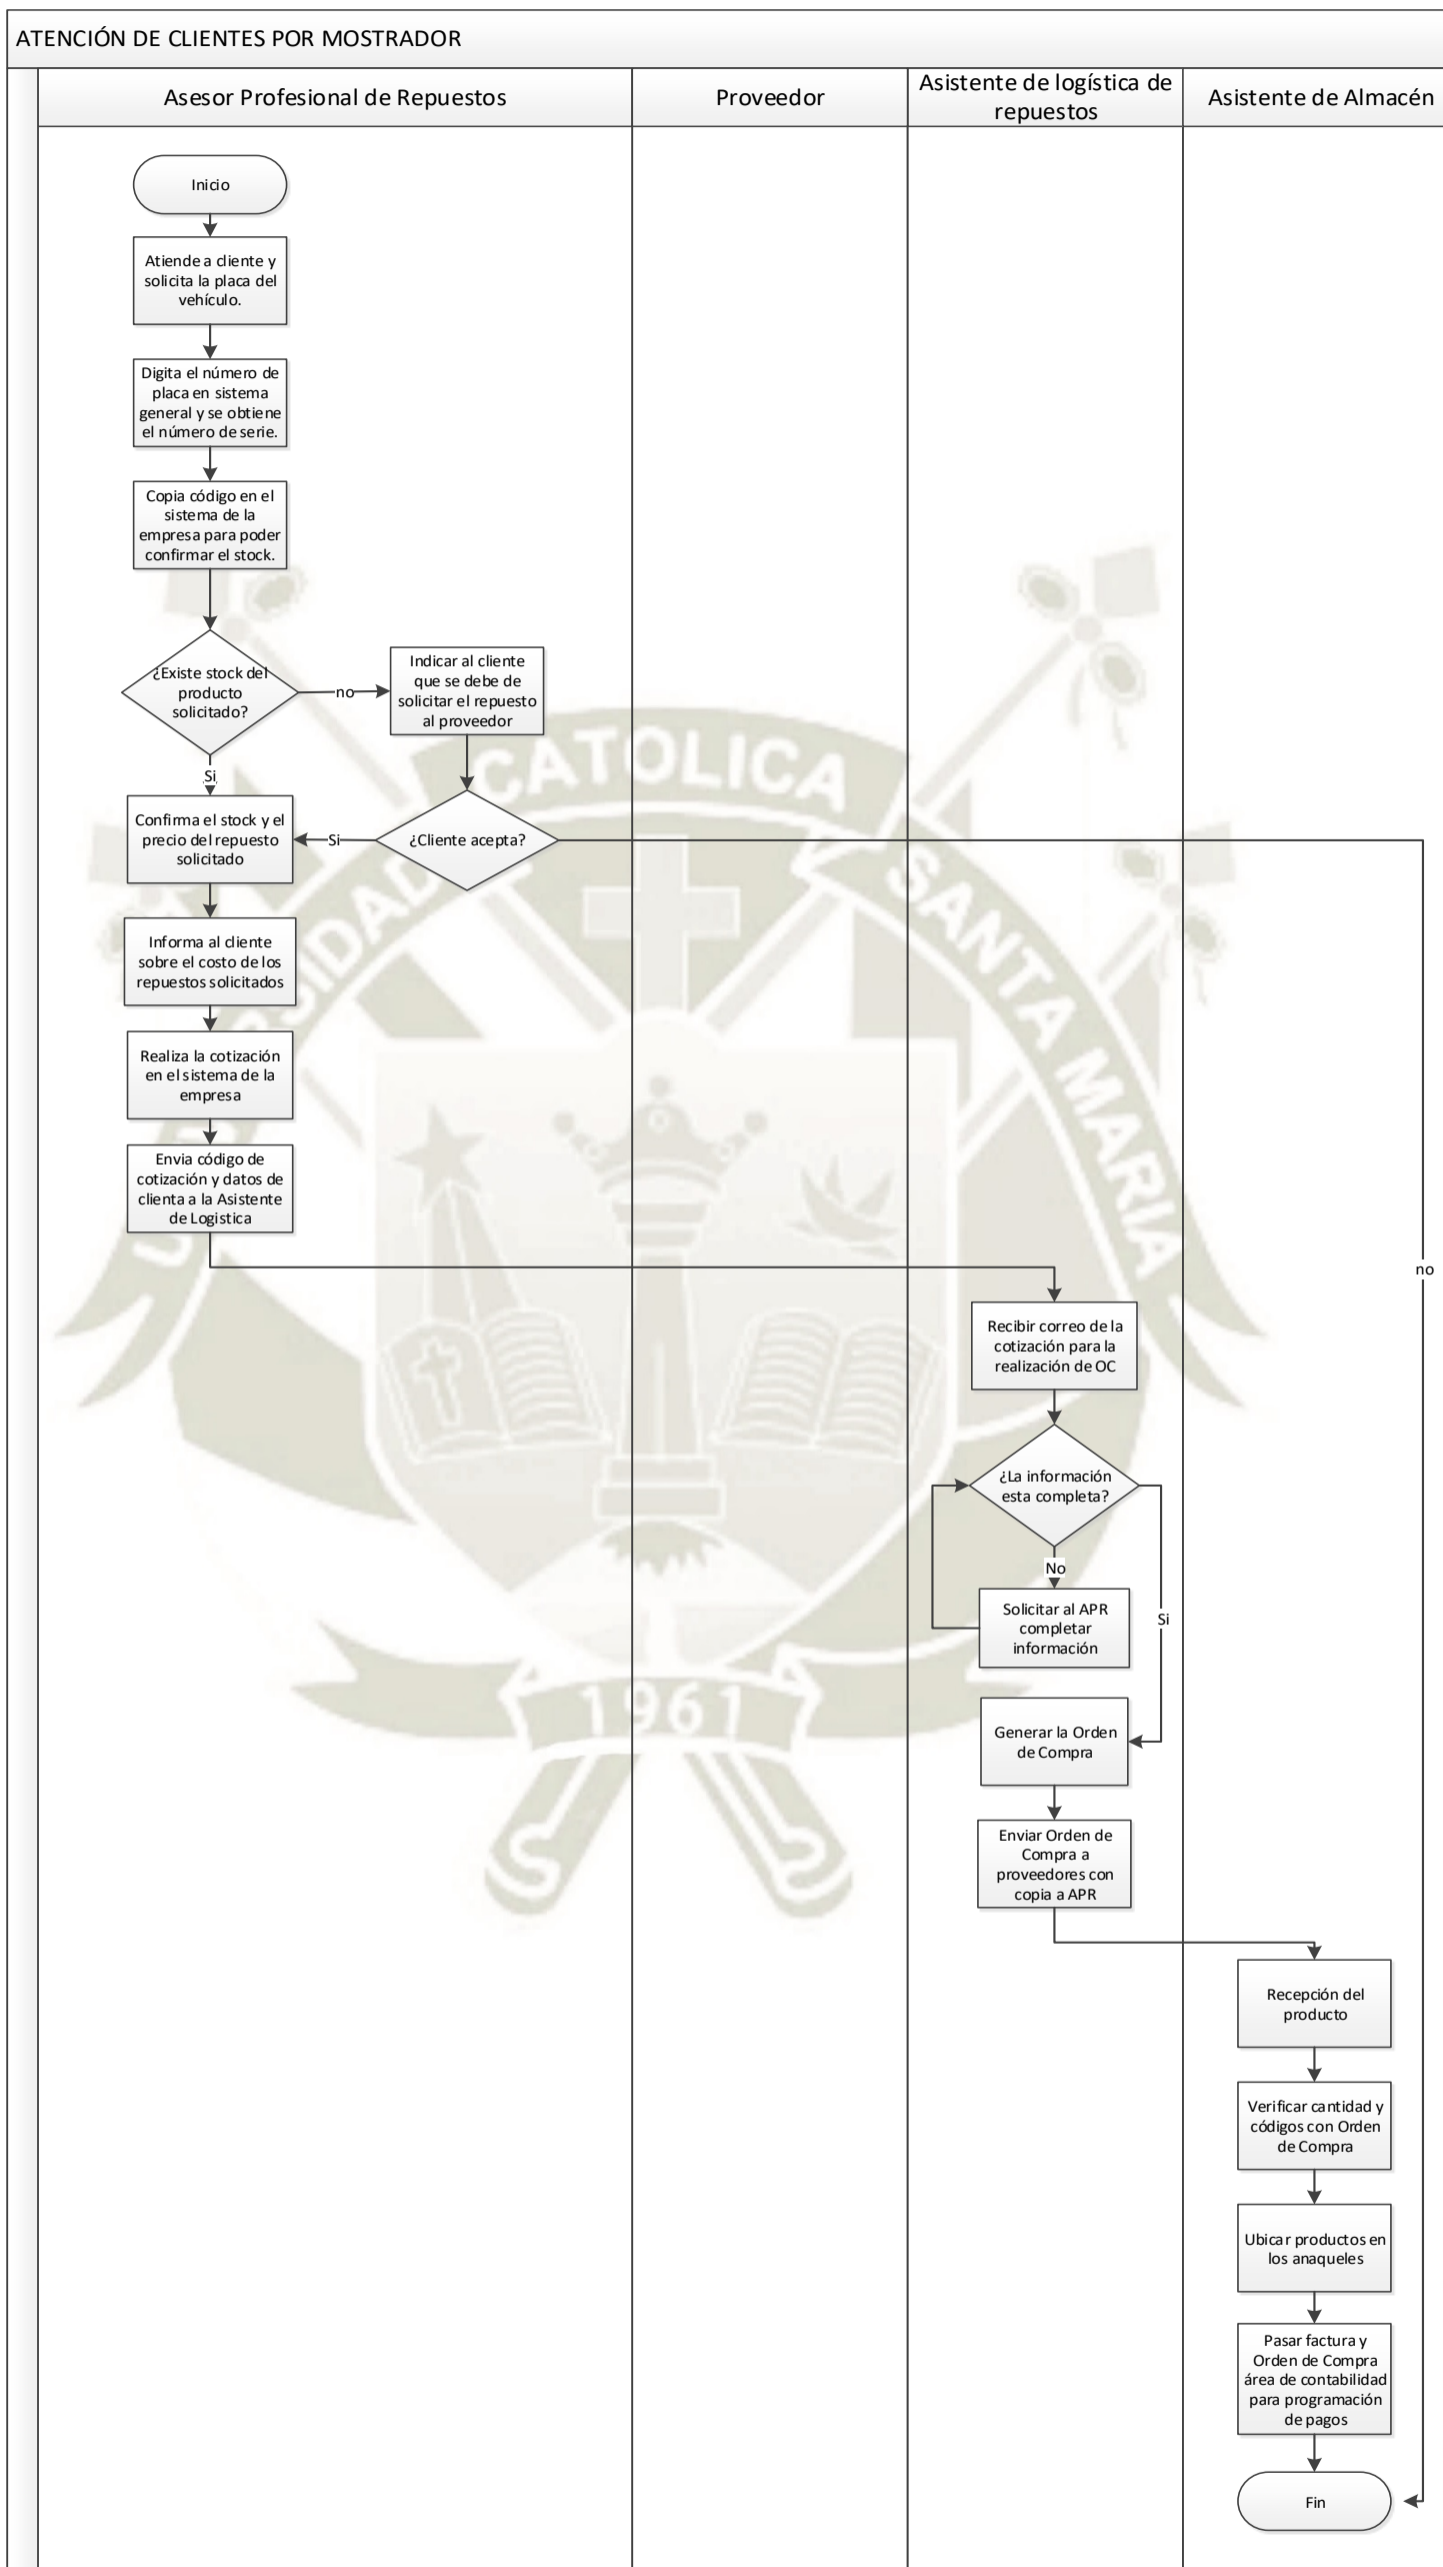 ATENCIÓN DE CLIENTES POR MOSTRADOR
Asesor Profesional de Repuestos
Proveedor
Asistente de logística de
repuestos
Asistente de Almacén
Inicio
Atiende a cliente y
solicita la placa del
vehículo.
Digita el número de
placa en sistema
general y se obtiene
el número de serie.
Copia código en el
sistema de la
empresa para poder
confirmar el stock.
¿Existe stock del
producto
solicitado?
no
Indicar al cliente
que se debe de
solicitar el repuesto
al proveedor
Si
Confirma el stock y el
precio del repuesto
solicitado
Si
¿Cliente acepta?
Informa al cliente
sobre el costo de los
repuestos solicitados
Realiza la cotización
en el sistema de la
empresa
Envia código de
cotización y datos de
clienta a la Asistente
de Logistica
no
Recibir correo de la
cotización para la
realización de OC
¿La información
esta completa?
No
Solicitar al APR
completar
información
Si
Generar la Orden
de Compra
Enviar Orden de
Compra a
proveedores con
copia a APR
Recepción del
producto
Verificar cantidad y
códigos con Orden
de Compra
Ubicar productos en
los anaqueles
Pasar factura y
Orden de Compra
área de contabilidad
para programación
de pagos
Fin
CATOLICA
SANTA MARIA
1961